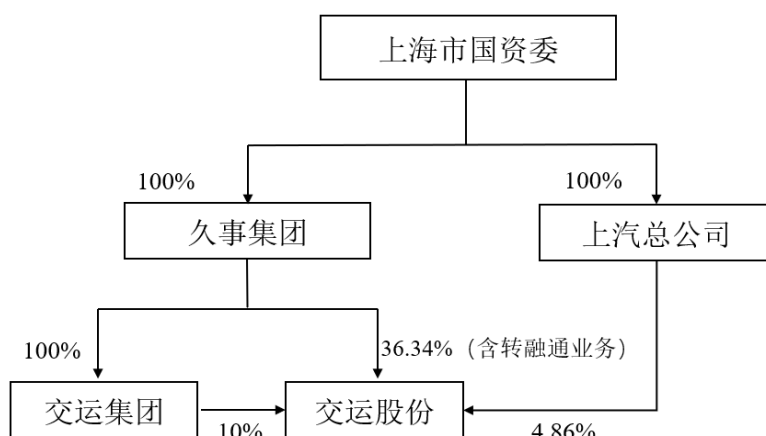 上海市国资委
100%
100%
久事集团
上汽总公司
100%
36.34%（含转融通业务）
交运集团
交运股份
10%
4.86%